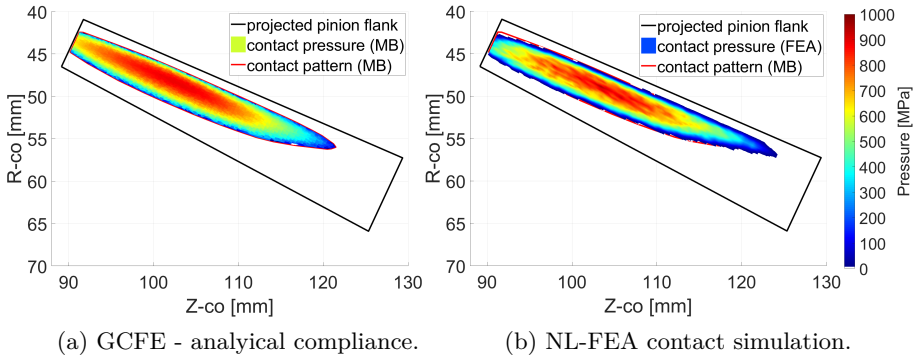 projected pinion flank
contact pressure (MB)
contact pattern (MB)
40
45
50
55
60
65
70
R-co [mm]
90
100
110
120
130
Z-co [mm]
(a) GCFE - analyical compliance.
projected pinion flank
contact pressure (FEA)
contact pattern (MB)
40
45
50
55
60
65
70
R-co [mm]
90
100
110
120
130
Z-co [mm]
(b) NL-FEA contact simulation.
1000
900
800
700
600
500
400
300
200
100
0
Pressure [MPa]